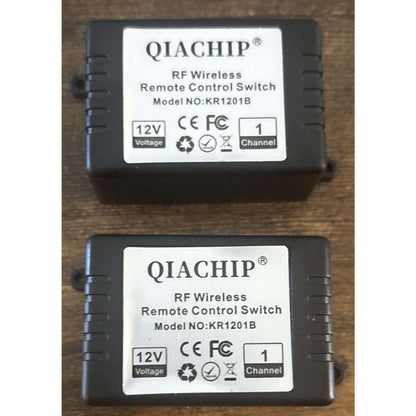 QIACHIP®
RF Wireless
Remote Control Switch
Model NO:KR1201B
12V CE FC 1
Voltage Channel
QIACHIP®
RF Wireless
Remote Control Switch
Model NO:KR1201B
12V CE FC 1
Voltage Channel